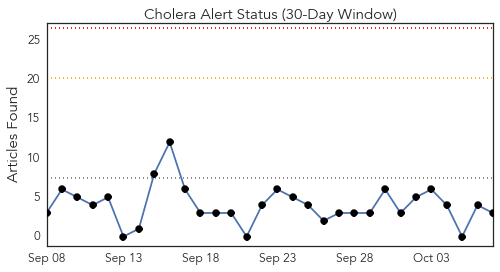 Cholera Alert Status (30-Day Window)
Articles Found
25
20
15
10
5
0
Sep 08 Sep 13 Sep 18 Sep 23 Sep 28 Oct 03